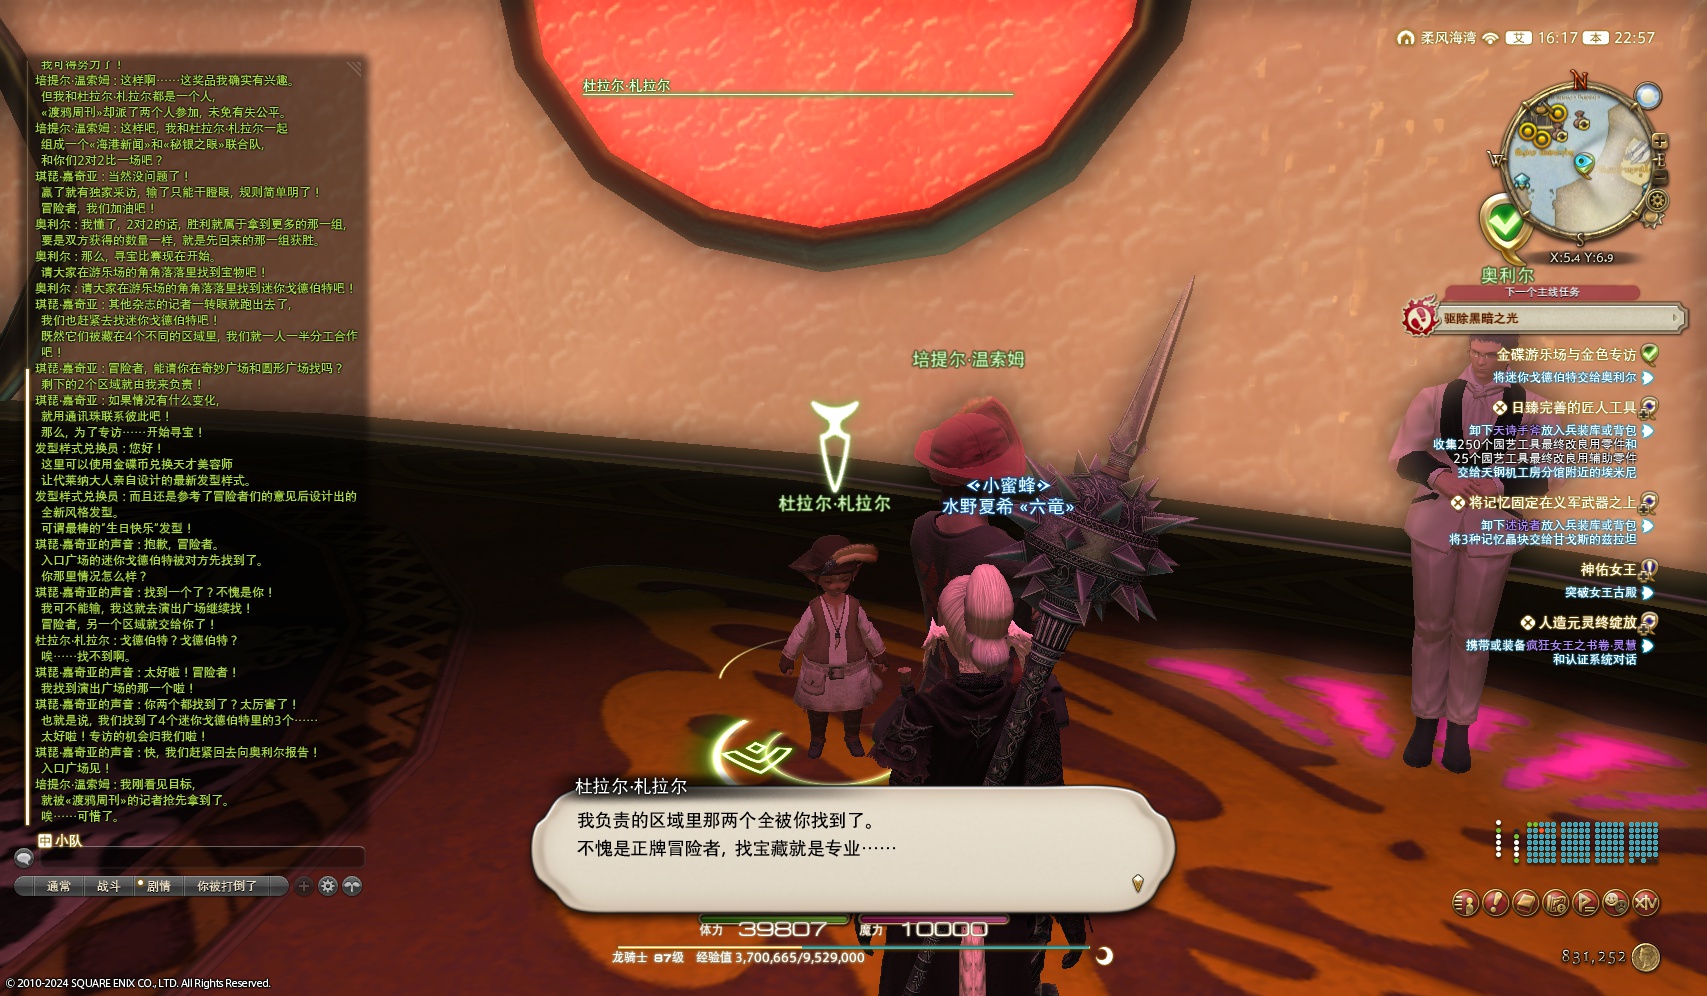 我可得努力了！
培提尔·温索姆：这样啊……这奖品我确实有兴趣。
但我和杜拉尔·札拉尔都是一个人，
«渡鸦周刊»却派了两个人参加，未免有失公平。
培提尔·温索姆：这样吧，我和杜拉尔·札拉尔一起
组成一个«海港新闻»和«秘银之眼»联合队，
和你们2对2比一场吧？
琪琵·嘉奇亚：当然没问题了！
赢了就有独家采访，输了只能干瞪眼，规则简单明了！
冒险者，我们加油吧！
奥利尔：我懂了，2对2的话，胜利就属于拿到更多的那一组，
要是双方获得的数量一样，就是先回来的那一组获胜。
奥利尔：那么，寻宝比赛现在开始。
请大家在游乐场的角角落落里找到宝物吧！
奥利尔：请大家在游乐场的角角落落里找到迷你戈德伯特吧！
琪琵·嘉奇亚：其他杂志的记者一转眼就跑出去了，
我们也赶紧去找迷你戈德伯特吧！
既然它们被藏在4个不同的区域里，我们就一人一半分工合作
吧！
琪琵·嘉奇亚：冒险者，能请你在奇妙广场和圆形广场找吗？
剩下的2个区域就由我来负责！
琪琵·嘉奇亚：如果情况有什么变化，
就用通讯珠联系彼此吧！
那么，为了专访……开始寻宝！
发型样式兑换员：您好！
这里可以使用金碟币兑换天才美容师
让代莱纳大人亲自设计的最新发型样式。
发型样式兑换员：而且还是参考了冒险者们的意见后设计出的
全新风格发型。
可谓最棒的“生日快乐”发型！
琪琵·嘉奇亚的声音：抱歉，冒险者。
入口广场的迷你戈德伯特被对方先找到了。
你那里情况怎么样？
琪琵·嘉奇亚的声音：找到一个了？不愧是你！
我可不能输，我这就去演出广场继续找！
冒险者，另一个区域就交给你了！
杜拉尔·札拉尔：戈德伯特？戈德伯特？
唉……找不到啊。
琪琵·嘉奇亚的声音：太好啦！冒险者！
我找到演出广场的那一个啦！
琪琵·嘉奇亚的声音：你两个都找到了？太厉害了！
也就是说，我们找到了4个迷你戈德伯特里的3个……
太好啦！专访的机会归我们啦！
琪琵·嘉奇亚的声音：快，我们赶紧回去向奥利尔报告！
入口广场见！
培提尔·温索姆：我刚看见目标，
就被«渡鸦周刊»的记者抢先拿到了。
唉……可惜了。
中 小队
通常 战斗 剧情 你被打倒了
© 2010-2024 SQUARE ENIX CO., LTD. All Rights Reserved.
杜拉尔·札拉尔
培提尔·温索姆
杜拉尔·札拉尔
小蜜蜂
水野夏希 «六竜»
杜拉尔·札拉尔
我负责的区域里那两个全被你找到了。
不愧是正牌冒险者，找宝藏就是专业……
体力 39807 魔力 10000
龙骑士 87级 经验值 3,700,665/9,529,000
柔风海湾 艾 16:17 本 22:57
N
W
E
S
X:5.4 Y:6.9
奥利尔
下一个主线任务
驱除黑暗之光
金碟游乐场与金色专访
将迷你戈德伯特交给奥利尔
日臻完善的匠人工具
卸下天诗手斧放入兵装库或背包
收集250个园艺工具最终改良用零件和
25个园艺工具最终改良用辅助零件
交给天钢机工房分馆附近的埃米尼
将记忆固定在义军武器之上
卸下述说者放入兵装库或背包
将3种记忆晶块交给甘戈斯的兹拉坦
神佑女王
突破女王古殿
人造元灵终绽放
携带或装备疯狂女王之书卷·灵慧
和认证系统对话
XIV
831,252